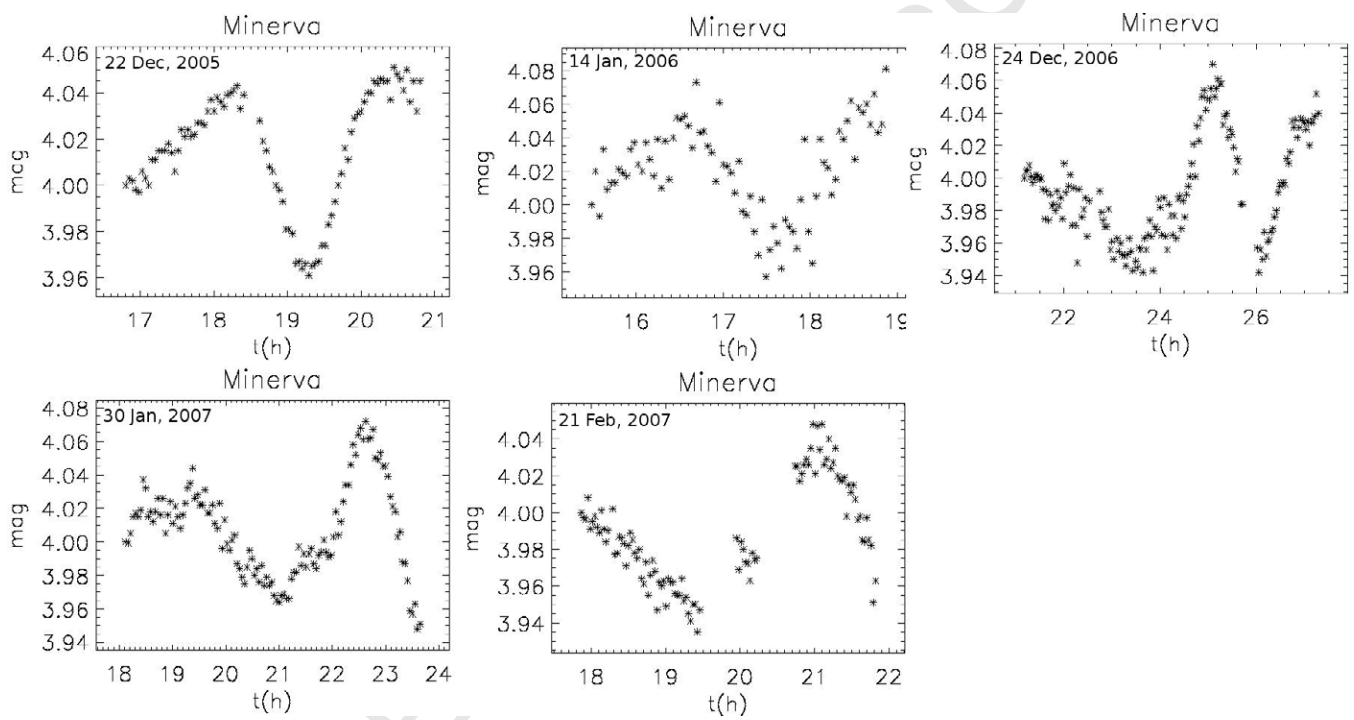 Minerva
22 Dec, 2005
4.06
4.04
4.02
4.00
3.98
3.96
mag
17 18 19 20 21
t(h)
Minerva
14 Jan, 2006
4.08
4.06
4.04
4.02
4.00
3.98
3.96
mag
16 17 18 19
t(h)
Minerva
24 Dec, 2006
4.08
4.06
4.04
4.02
4.00
3.98
3.96
3.94
mag
22 24 26
t(h)
Minerva
30 Jan, 2007
4.08
4.06
4.04
4.02
4.00
3.98
3.96
3.94
mag
18 19 20 21 22 23 24
t(h)
Minerva
21 Feb, 2007
4.04
4.02
4.00
3.98
3.96
3.94
mag
18 19 20 21 22
t(h)